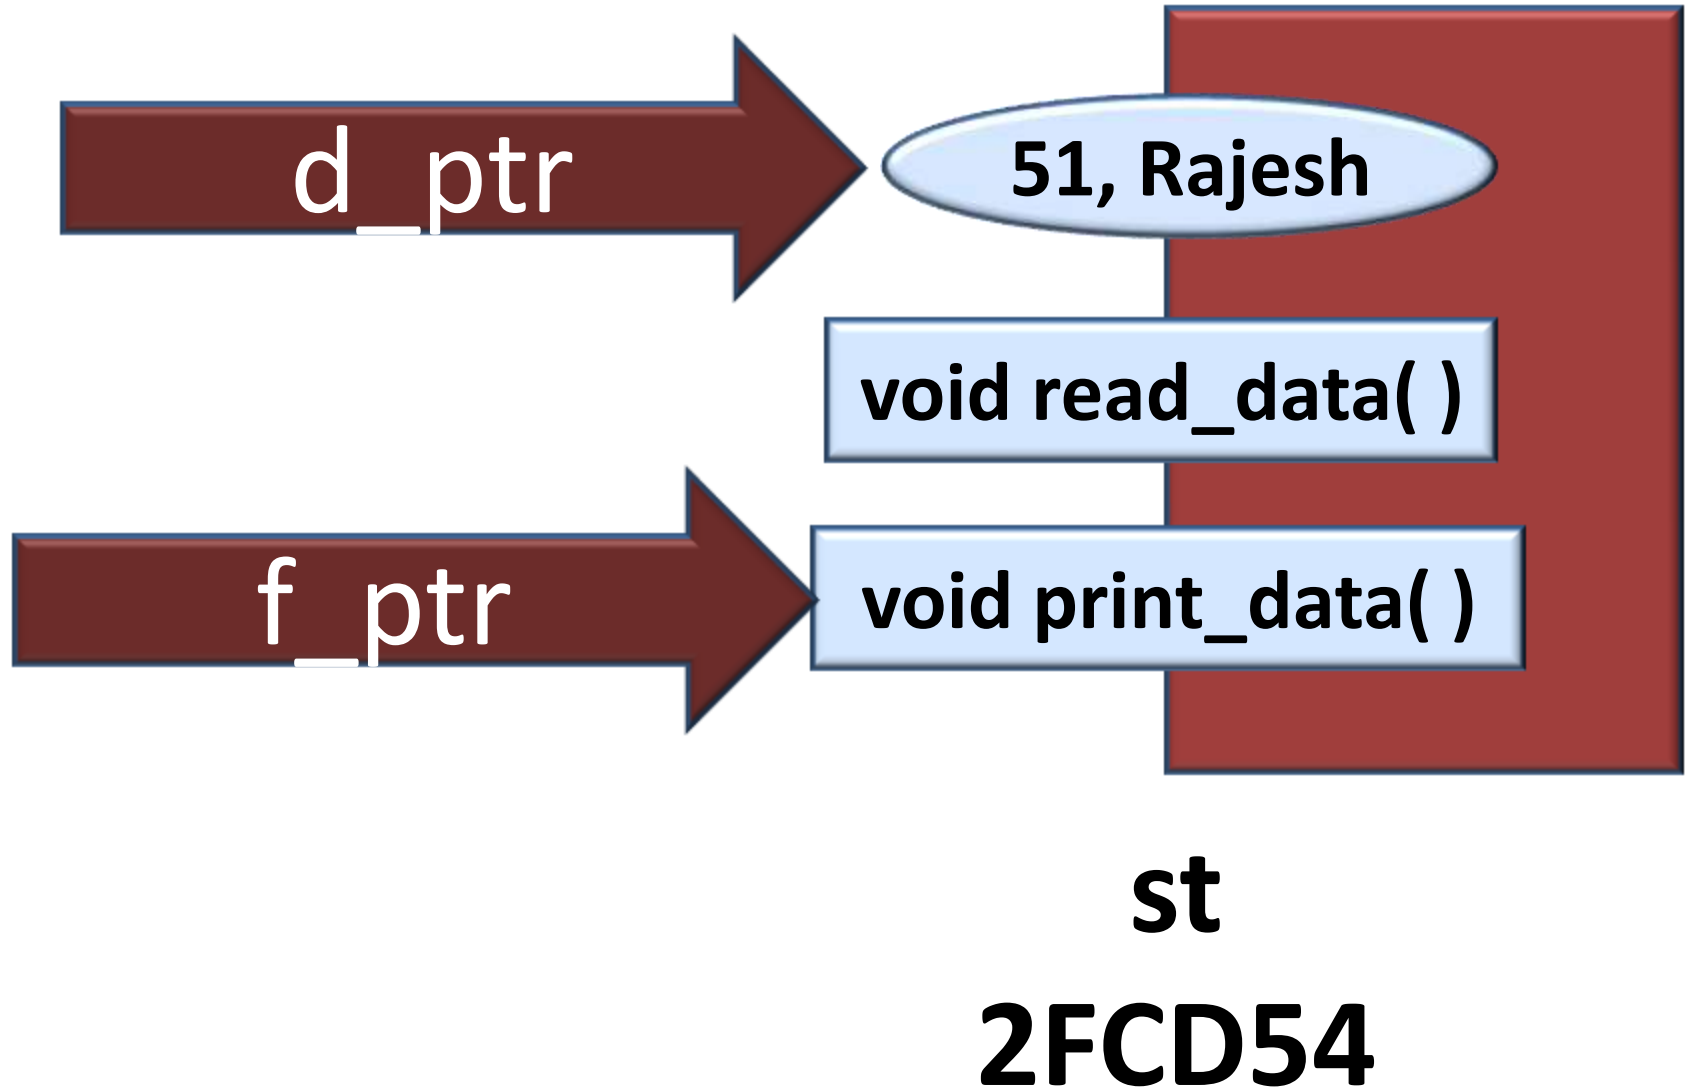 d_ptr
51, Rajesh
void read_data( )
f_ptr
void print_data( )
st
2FCD54